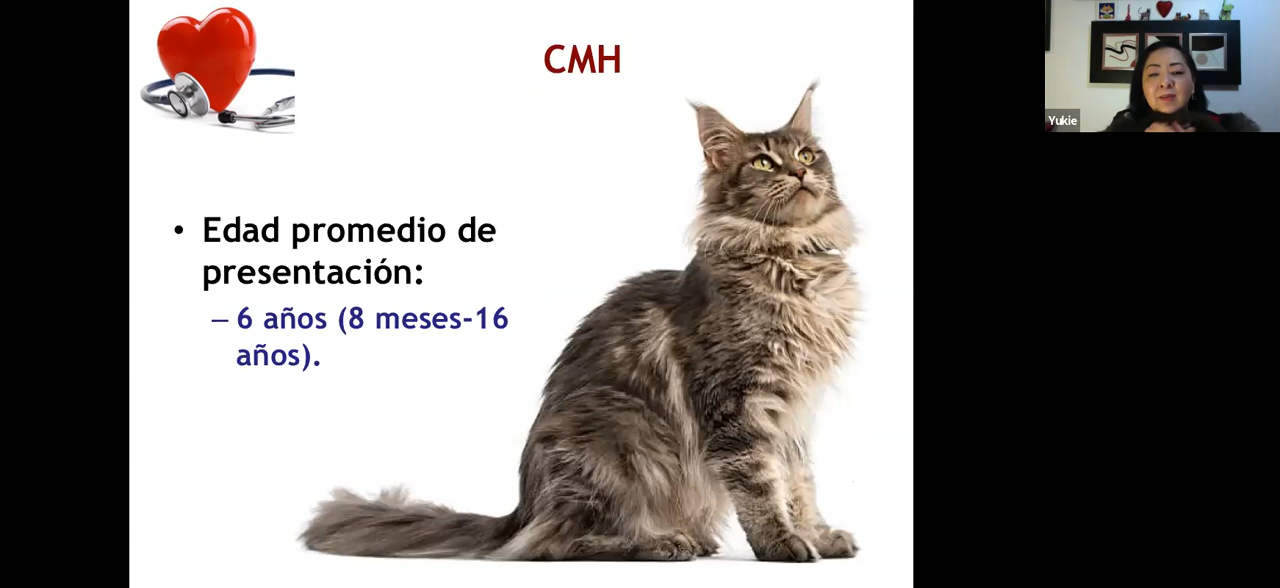 CMH
Yukie
• Edad promedio de
presentación:
– 6 años (8 meses-16
años).